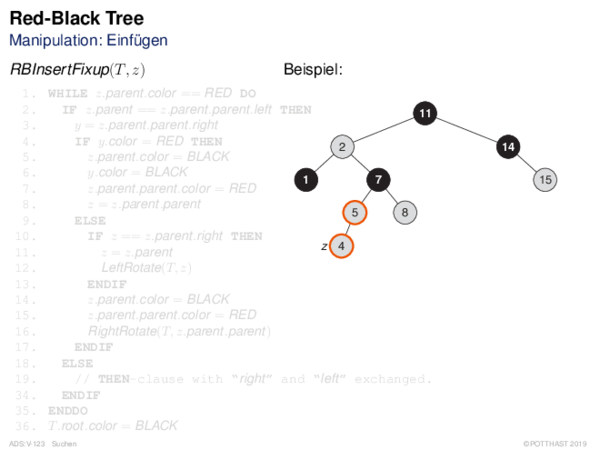 Red-Black Tree
Manipulation: Einfügen
RBInsertFixup(T, z)
Beispiel:
1. WHILE z.parent.color == RED DO
2. IF z.parent == z.parent.parent.left THEN
3. y = z.parent.parent.right
4. IF y.color = RED THEN
5. z.parent.color = BLACK
6. y.color = BLACK
7. z.parent.parent.color = RED
8. z = z.parent.parent
9. ELSE
10. IF z == z.parent.right THEN
11. z = z.parent
12. LeftRotate(T, z)
13. ENDIF
14. z.parent.color = BLACK
15. z.parent.parent.color = RED
16. RightRotate(T, z.parent.parent)
17. ENDIF
18. ELSE
19. // THEN-clause with "right" and "left" exchanged.
34. ENDIF
35. ENDDO
36. T.root.color = BLACK
11
2
14
1
7
15
5
8
z 4
ADS:V-123 Suchen
© POTTHAST 2019